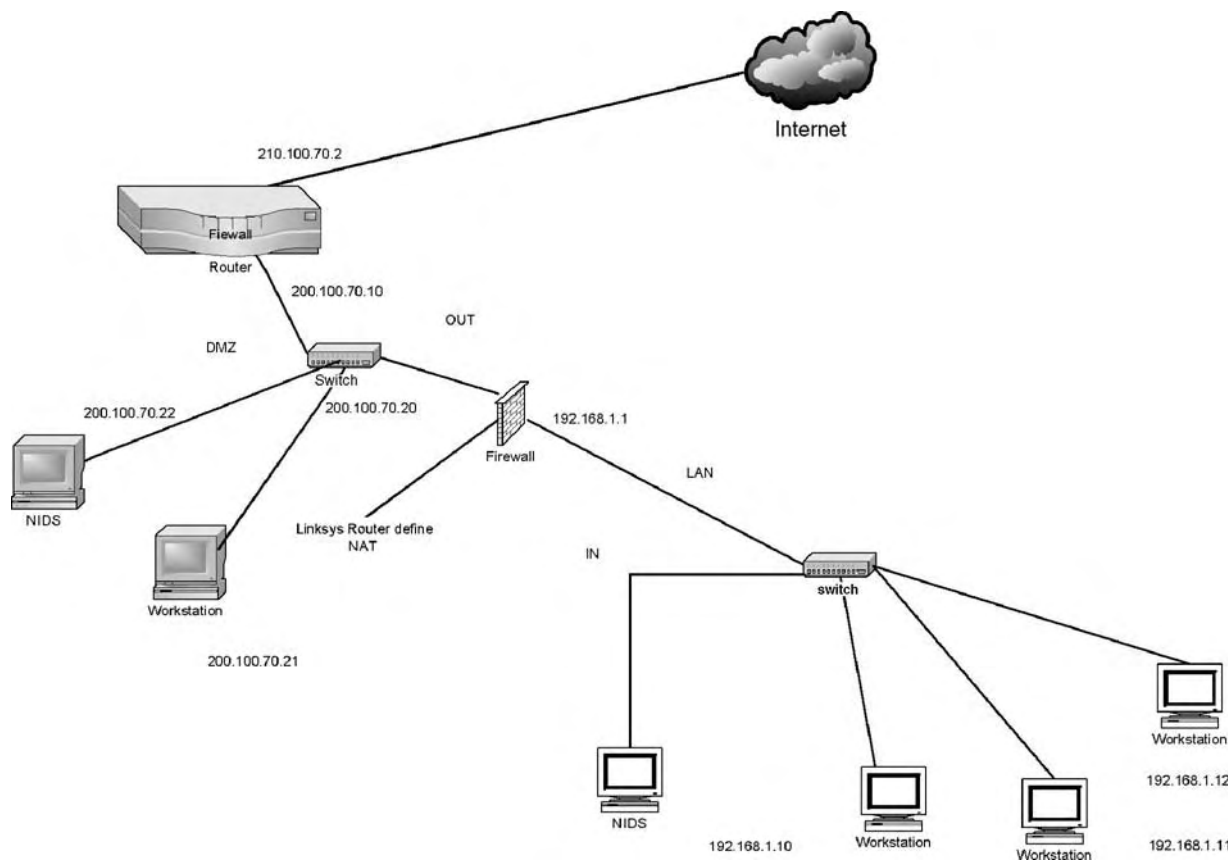 Internet
210.100.70.2
Fiewall
Router
200.100.70.10
OUT
DMZ
Switch
200.100.70.22
200.100.70.20
192.168.1.1
Firewall
LAN
NIDS
Linksys Router define
NAT
IN
switch
Workstation
200.100.70.21
Workstation
192.168.1.12
NIDS
192.168.1.10
Workstation
Workstation
192.168.1.11